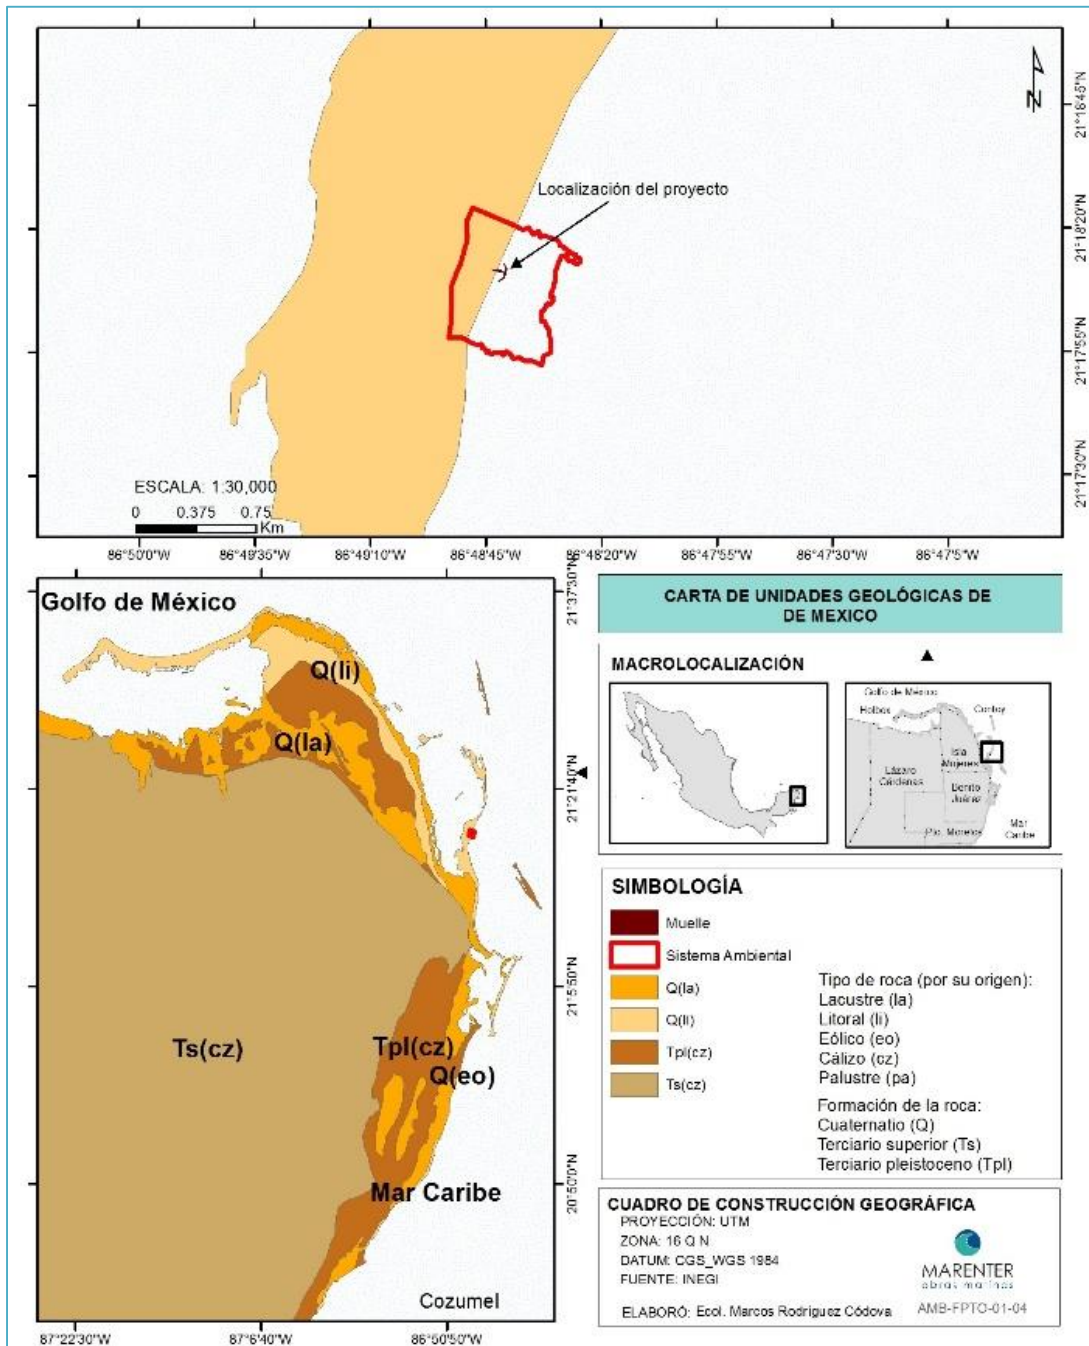 Localización del proyecto
21°18'45"N
21°18'20"N
21°17'55"N
21°17'30"N
ESCALA: 1:30,000
0 0.375 0.75
Km
86°50'0"W 86°49'35"W 86°49'10"W 86°48'45"W 86°48'20"W 86°47'55"W 86°47'30"W 86°47'5"W
Golfo de México
Q(li)
Q(la)
Ts(cz)
Tpl(cz)
Q(eo)
Mar Caribe
Cozumel
21°37'30"N
21°21'40"N
21°5'50"N
20°50'0"N
87°22'30"W 87°6'40"W 86°50'50"W
CARTA DE UNIDADES GEOLÓGICAS DE
DE MEXICO
MACROLOCALIZACIÓN
Golfo de México
Holbox
Contoy
Isla
Mujeres
Lázaro
Cárdenas
Benito
Juárez
Pto. Morelos
Mar
Caribe
SIMBOLOGÍA
Muelle
Sistema Ambiental
Q(la)
Q(li)
Tpl(cz)
Ts(cz)
Tipo de roca (por su origen):
Lacustre (la)
Litoral (li)
Eólico (eo)
Cálizo (cz)
Palustre (pa)
Formación de la roca:
Cuaternatio (Q)
Terciario superior (Ts)
Terciario pleistoceno (Tpl)
CUADRO DE CONSTRUCCIÓN GEOGRÁFICA
PROYECCIÓN: UTM
ZONA: 16 Q N
DATUM: CGS_WGS 1984
FUENTE: INEGI
ELABORÓ: Ecol. Marcos Rodríguez Códova
MARENTER
obras marinas
AMB-FPTO-01-04